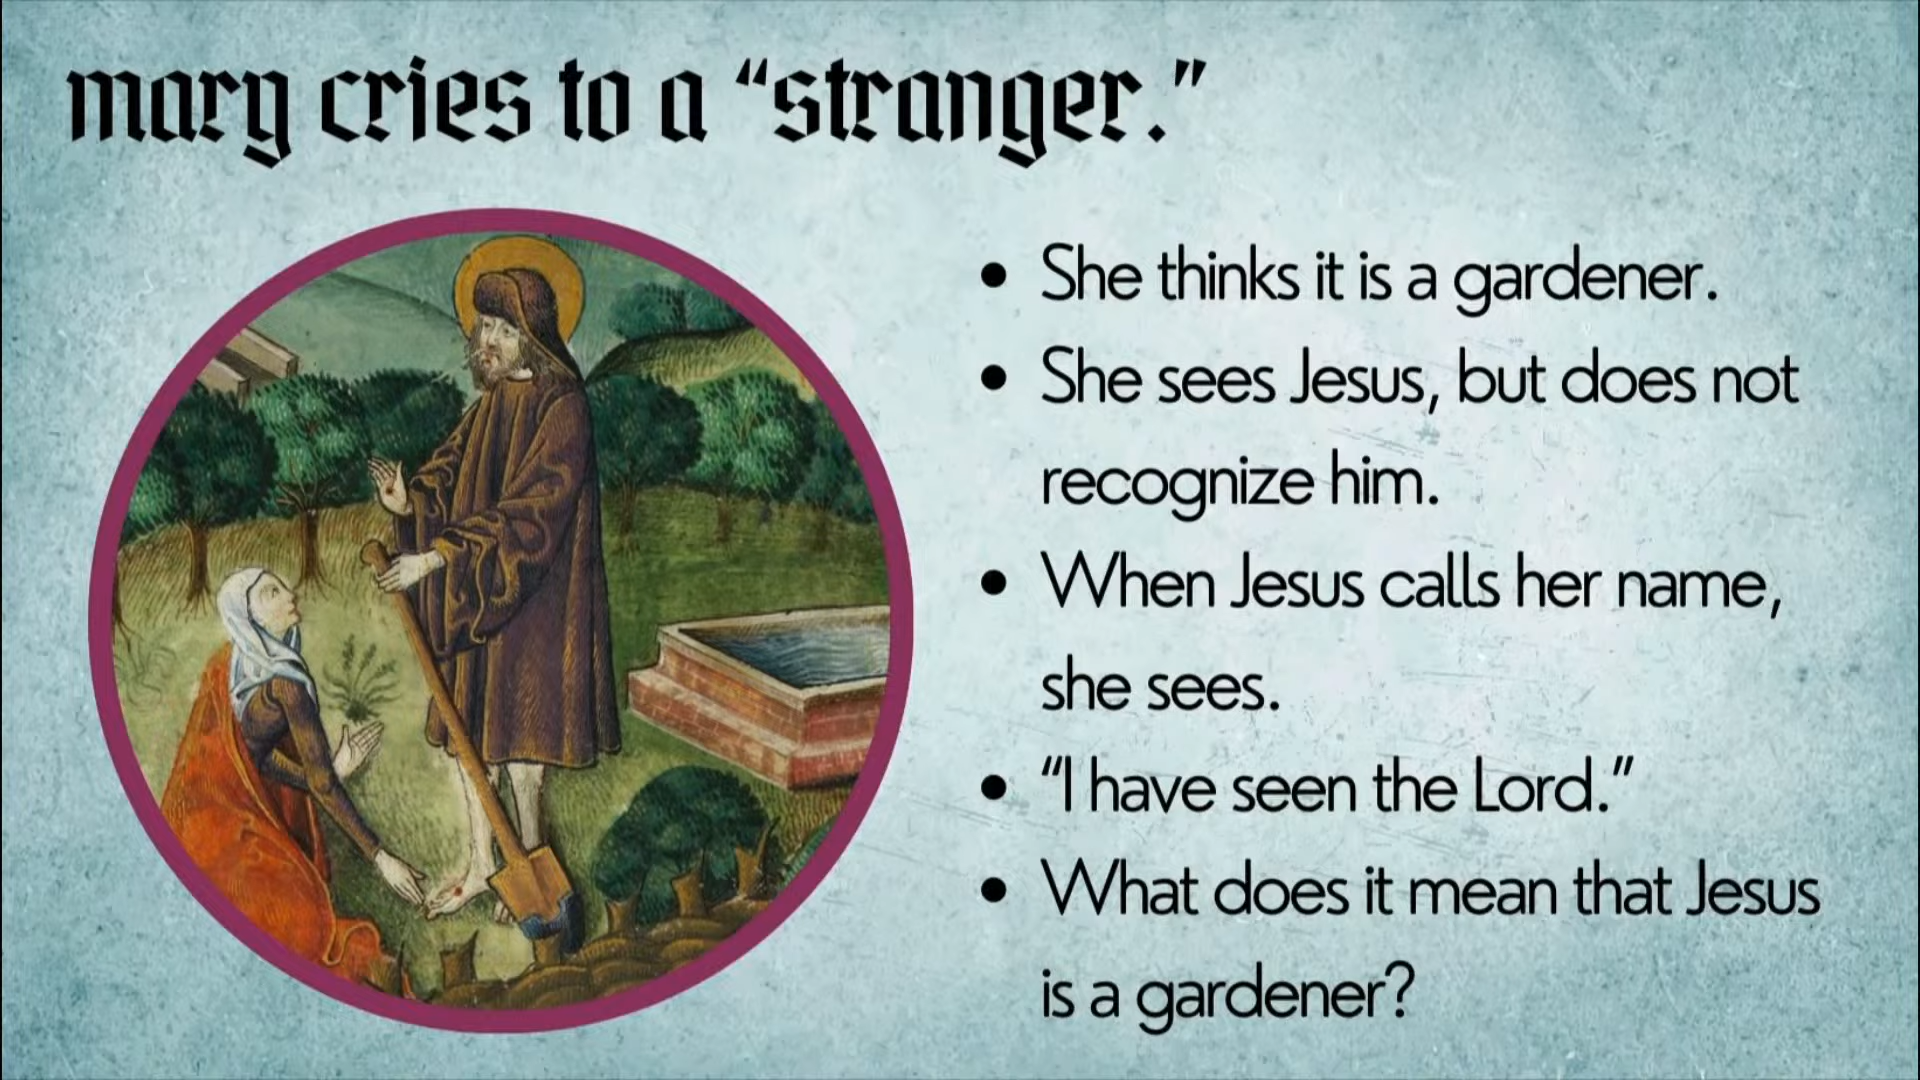 mary cries to a “stranger.”
• She thinks it is a gardener.
• She sees Jesus, but does not
recognize him.
• When Jesus calls her name,
she sees.
• “I have seen the Lord.”
• What does it mean that Jesus
is a gardener?